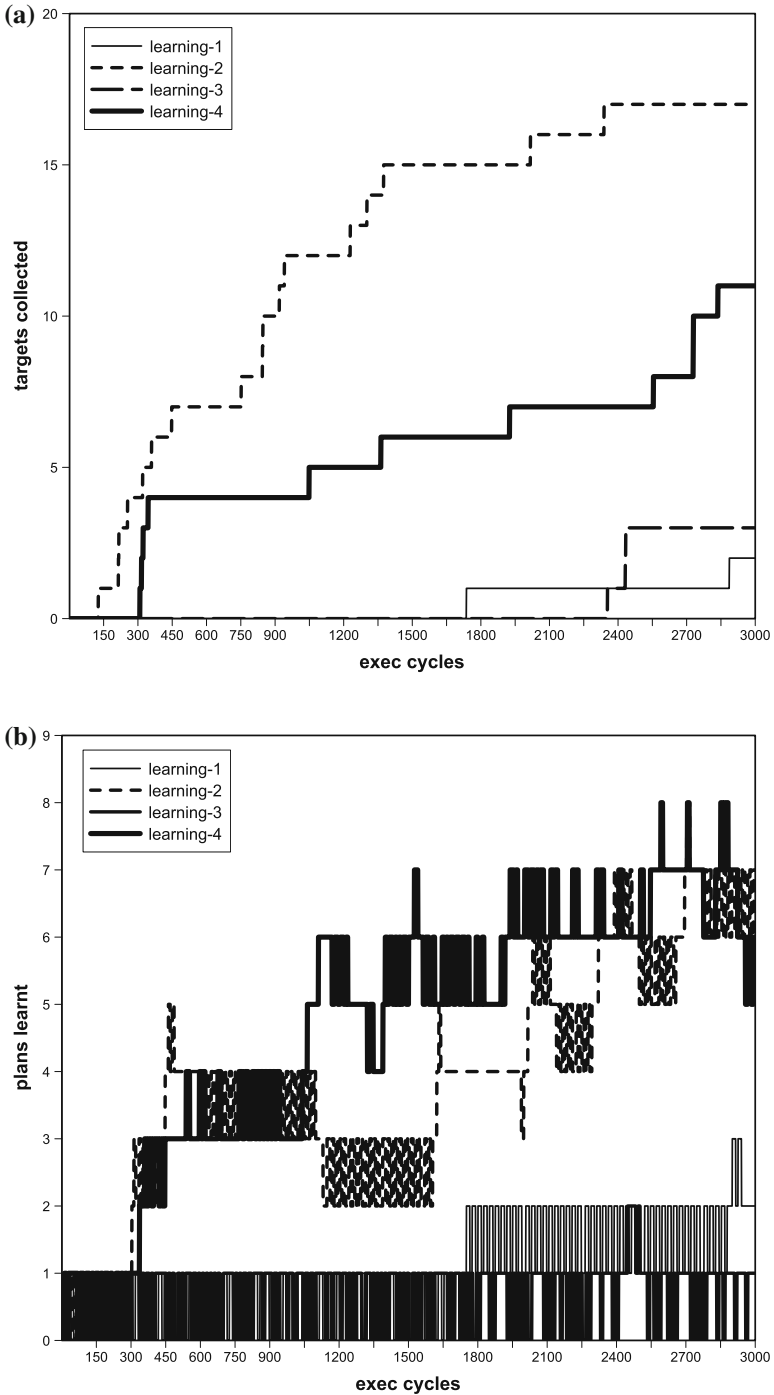 (a)
20
15
10
5
0
targets collected
learning-1
learning-2
learning-3
learning-4
150 300 450 600 750 900 1200 1500 1800 2100 2400 2700 3000
exec cycles
(b)
9
8
7
6
5
4
3
2
1
0
plans learnt
learning-1
learning-2
learning-3
learning-4
150 300 450 600 750 900 1200 1500 1800 2100 2400 2700 3000
exec cycles